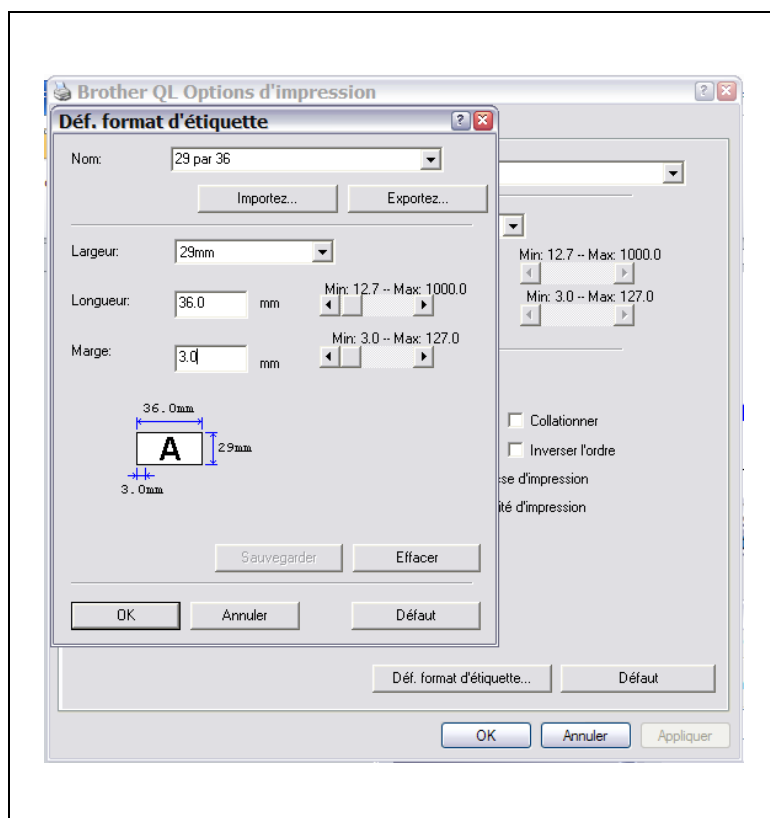 Brother QL Options d'impression
Déf. format d'étiquette
Nom:
29 par 36
Importez...
Exportez...
Largeur:
29mm
Min: 12.7 -- Max: 1000.0
Longueur:
36.0
mm
Min: 12.7 -- Max: 1000.0
Min: 3.0 -- Max: 127.0
Marge:
3.0
mm
Min: 3.0 -- Max: 127.0
36.0mm
A
29mm
3.0mm
Collationner
Inverser l'ordre
se d'impression
ité d'impression
Sauvegarder
Effacer
OK
Annuler
Défaut
Déf. format d'étiquette...
Défaut
OK
Annuler
Appliquer